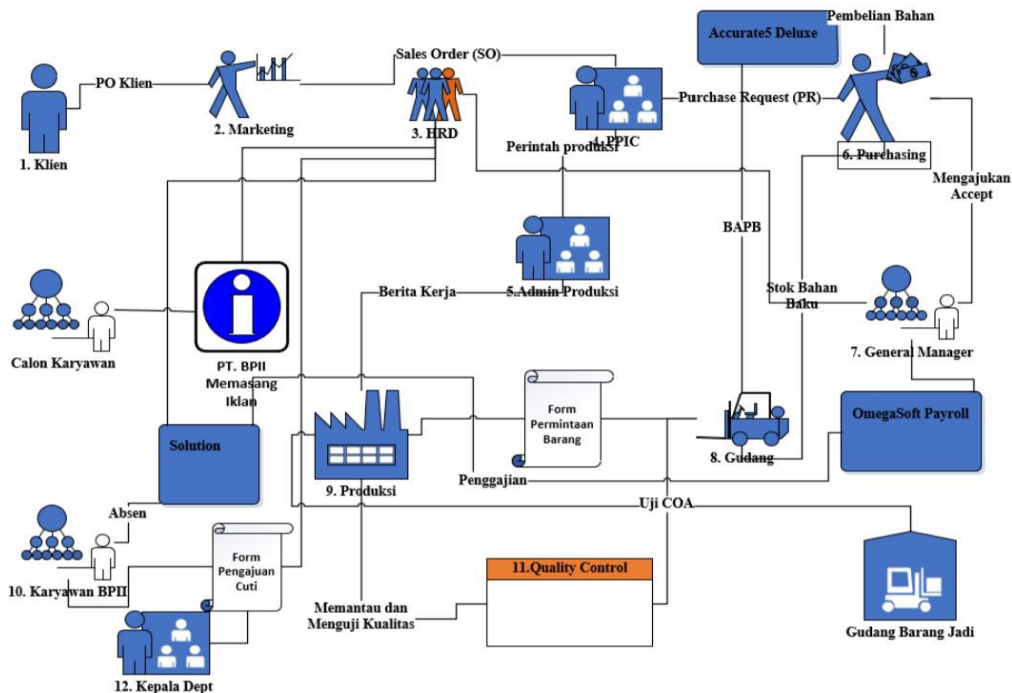 Pembelian Bahan
Accurate5 Deluxe
Sales Order (SO)
PO Klien
Purchase Request (PR)
2. Marketing
3. HRD
4. PPIC
Perintah produksi
6. Purchasing
1. Klien
Mengajukan
Accept
BAPB
Berita Kerja
5.Admin Produksi
Stok Bahan
Baku
Calon Karyawan
PT. BPII
Memasang
Iklan
7. General Manager
Form
Permintaan
Barang
OmegaSoft Payroll
Solution
8. Gudang
Penggajian
9. Produksi
Uji COA
Absen
Form
Pengajuan
Cuti
11.Quality Control
10. Karyawan BPII
Memantau dan
Menguji Kualitas
Gudang Barang Jadi
12. Kepala Dept